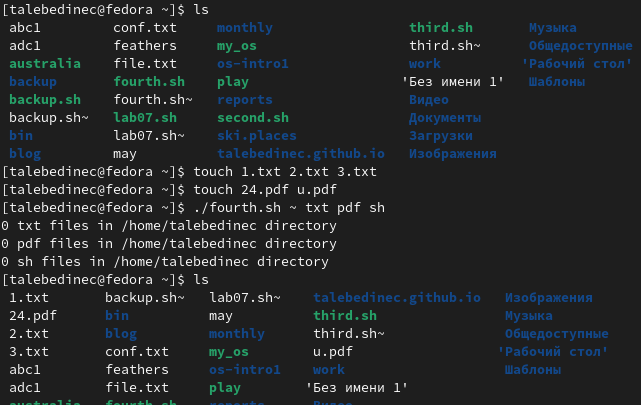 [talebedinec@fedora ~]$ ls
abc1 conf.txt monthly third.sh Музыка
adc1 feathers my_os third.sh~ Общедоступные
australia file.txt os-intro1 work 'Рабочий стол'
backup fourth.sh play 'Без имени 1' Шаблоны
backup.sh fourth.sh~ reports Видео
backup.sh~ lab07.sh second.sh Документы
bin lab07.sh~ ski.places Загрузки
blog may talebedinec.github.io Изображения
[talebedinec@fedora ~]$ touch 1.txt 2.txt 3.txt
[talebedinec@fedora ~]$ touch 24.pdf u.pdf
[talebedinec@fedora ~]$ ./fourth.sh ~ txt pdf sh
0 txt files in /home/talebedinec directory
0 pdf files in /home/talebedinec directory
0 sh files in /home/talebedinec directory
[talebedinec@fedora ~]$ ls
1.txt backup.sh~ lab07.sh~ talebedinec.github.io Изображения
24.pdf bin may third.sh Музыка
2.txt blog monthly third.sh~ Общедоступные
3.txt conf.txt my_os u.pdf 'Рабочий стол'
abc1 feathers os-intro1 work Шаблоны
adc1 file.txt play 'Без имени 1'
australia fourth.sh reports Видео